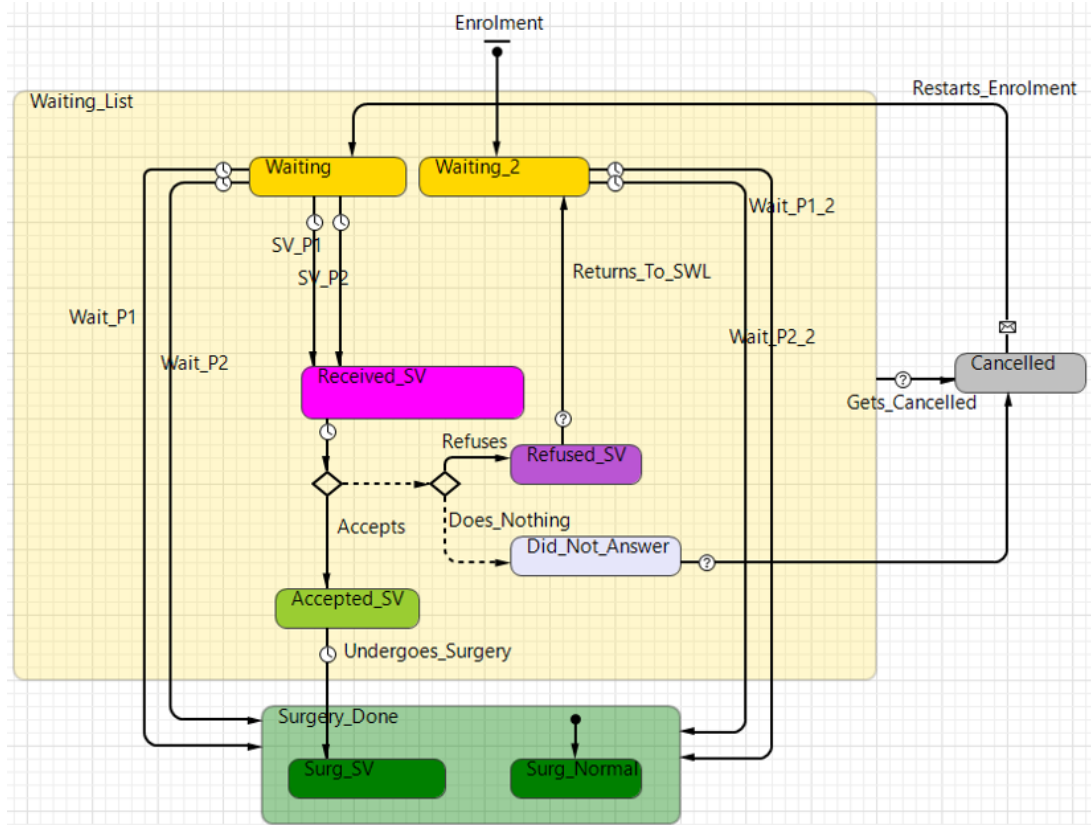 Enrolment
Restarts_Enrolment
Waiting_List
Waiting
Waiting_2
Wait_P1_2
SV_P1
SV_P2
Returns_To_SWL
Wait_P1
Wait_P2
Wait_P2_2
Received_SV
Cancelled
Gets_Cancelled
Refuses
Refused_SV
Accepts
Does_Nothing
Did_Not_Answer
Accepted_SV
Undergoes_Surgery
Surgery_Done
Surg_SV
Surg_Normal